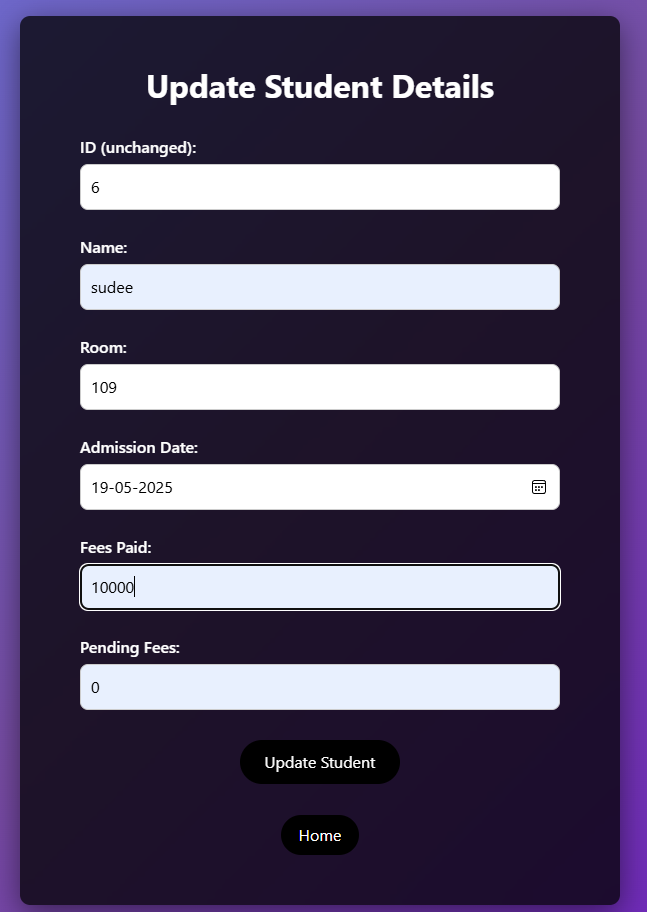 Update Student Details
ID (unchanged):
6
Name:
sudee
Room:
109
Admission Date:
19-05-2025
Fees Paid:
10000
Pending Fees:
0
Update Student
Home